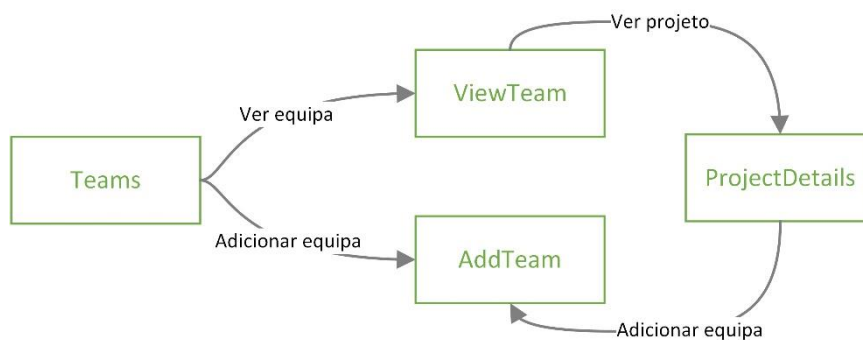 Ver projeto
ViewTeam
Ver equipa
Teams
ProjectDetails
Adicionar equipa
AddTeam
Adicionar equipa